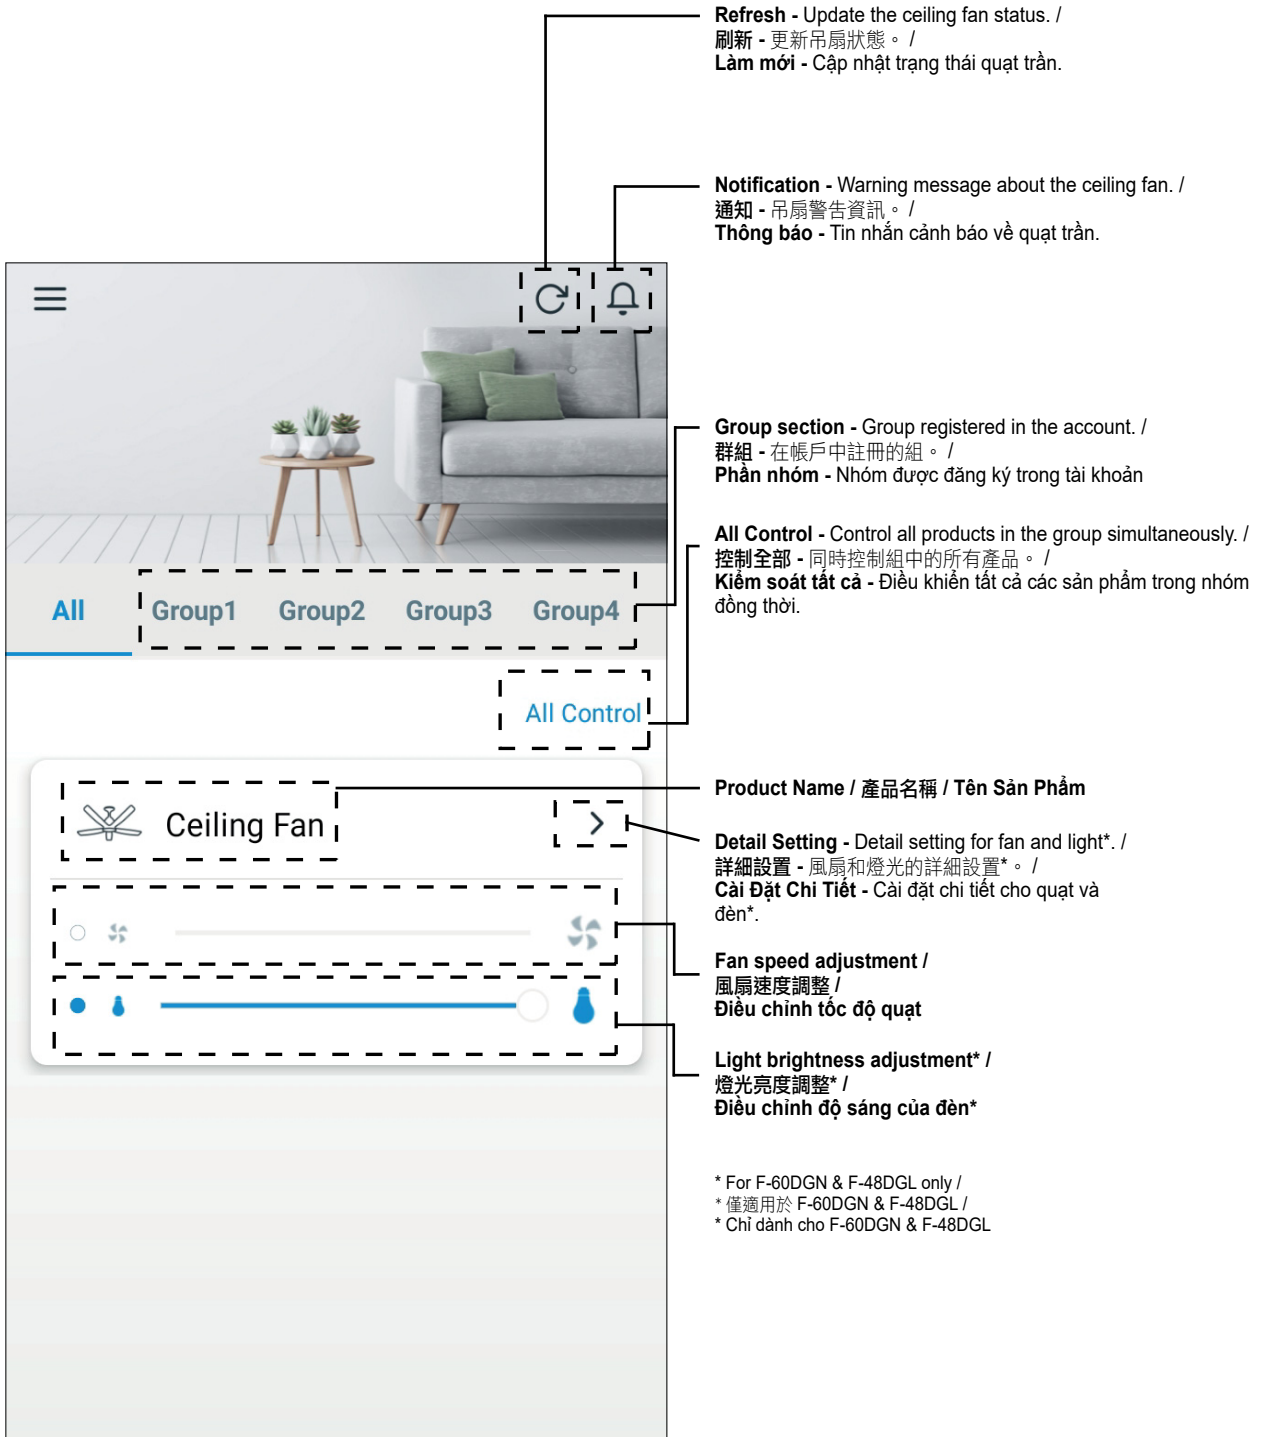 Refresh - Update the ceiling fan status. /
刷新 - 更新吊扇狀態。 /
Làm mới - Cập nhật trạng thái quạt trần.
Notification - Warning message about the ceiling fan. /
通知 - 吊扇警告資訊。 /
Thông báo - Tin nhắn cảnh báo về quạt trần.
Group section - Group registered in the account. /
群組 - 在帳戶中註冊的組。 /
Phần nhóm - Nhóm được đăng ký trong tài khoản
All Control - Control all products in the group simultaneously. /
控制全部 - 同時控制組中的所有產品。 /
Kiểm soát tất cả - Điều khiển tất cả các sản phẩm trong nhóm
đồng thời.
All Group1 Group2 Group3 Group4
All Control
Product Name / 產品名稱 / Tên Sản Phẩm
Ceiling Fan
Detail Setting - Detail setting for fan and light*. /
詳細設置 - 風扇和燈光的詳細設置*。 /
Cài Đặt Chi Tiết - Cài đặt chi tiết cho quạt và
đèn*.
Fan speed adjustment /
風扇速度調整 /
Điều chỉnh tốc độ quạt
Light brightness adjustment* /
燈光亮度調整* /
Điều chỉnh độ sáng của đèn*
* For F-60DGN & F-48DGL only /
* 僅適用於 F-60DGN & F-48DGL /
* Chỉ dành cho F-60DGN & F-48DGL